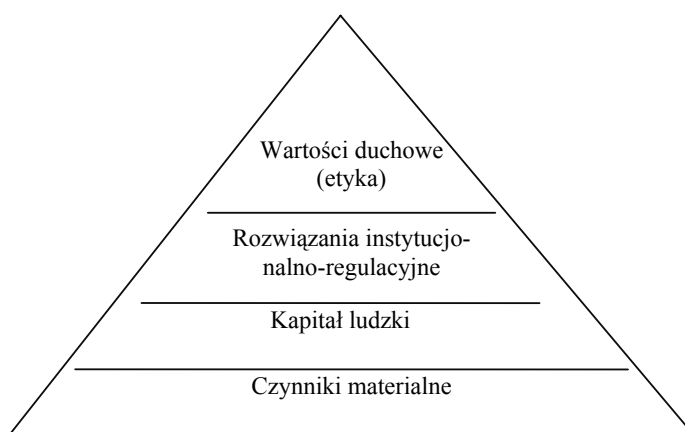 Wartości duchowe
(etyka)
Rozwiązania instytucjo-
nalno-regulacyjne
Kapitał ludzki
Czynniki materialne